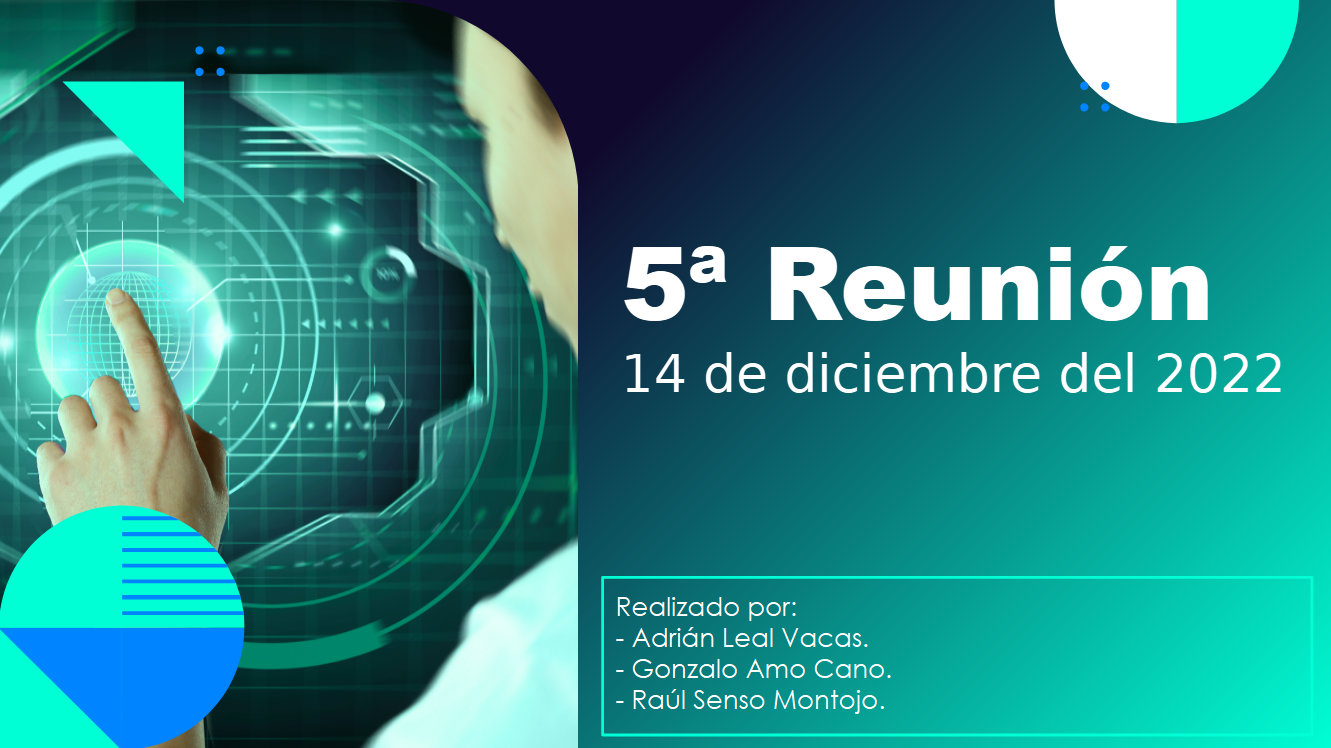 5ª Reunión
14 de diciembre del 2022
Realizado por:
- Adrián Leal Vacas.
- Gonzalo Amo Cano.
- Raúl Senso Montojo.